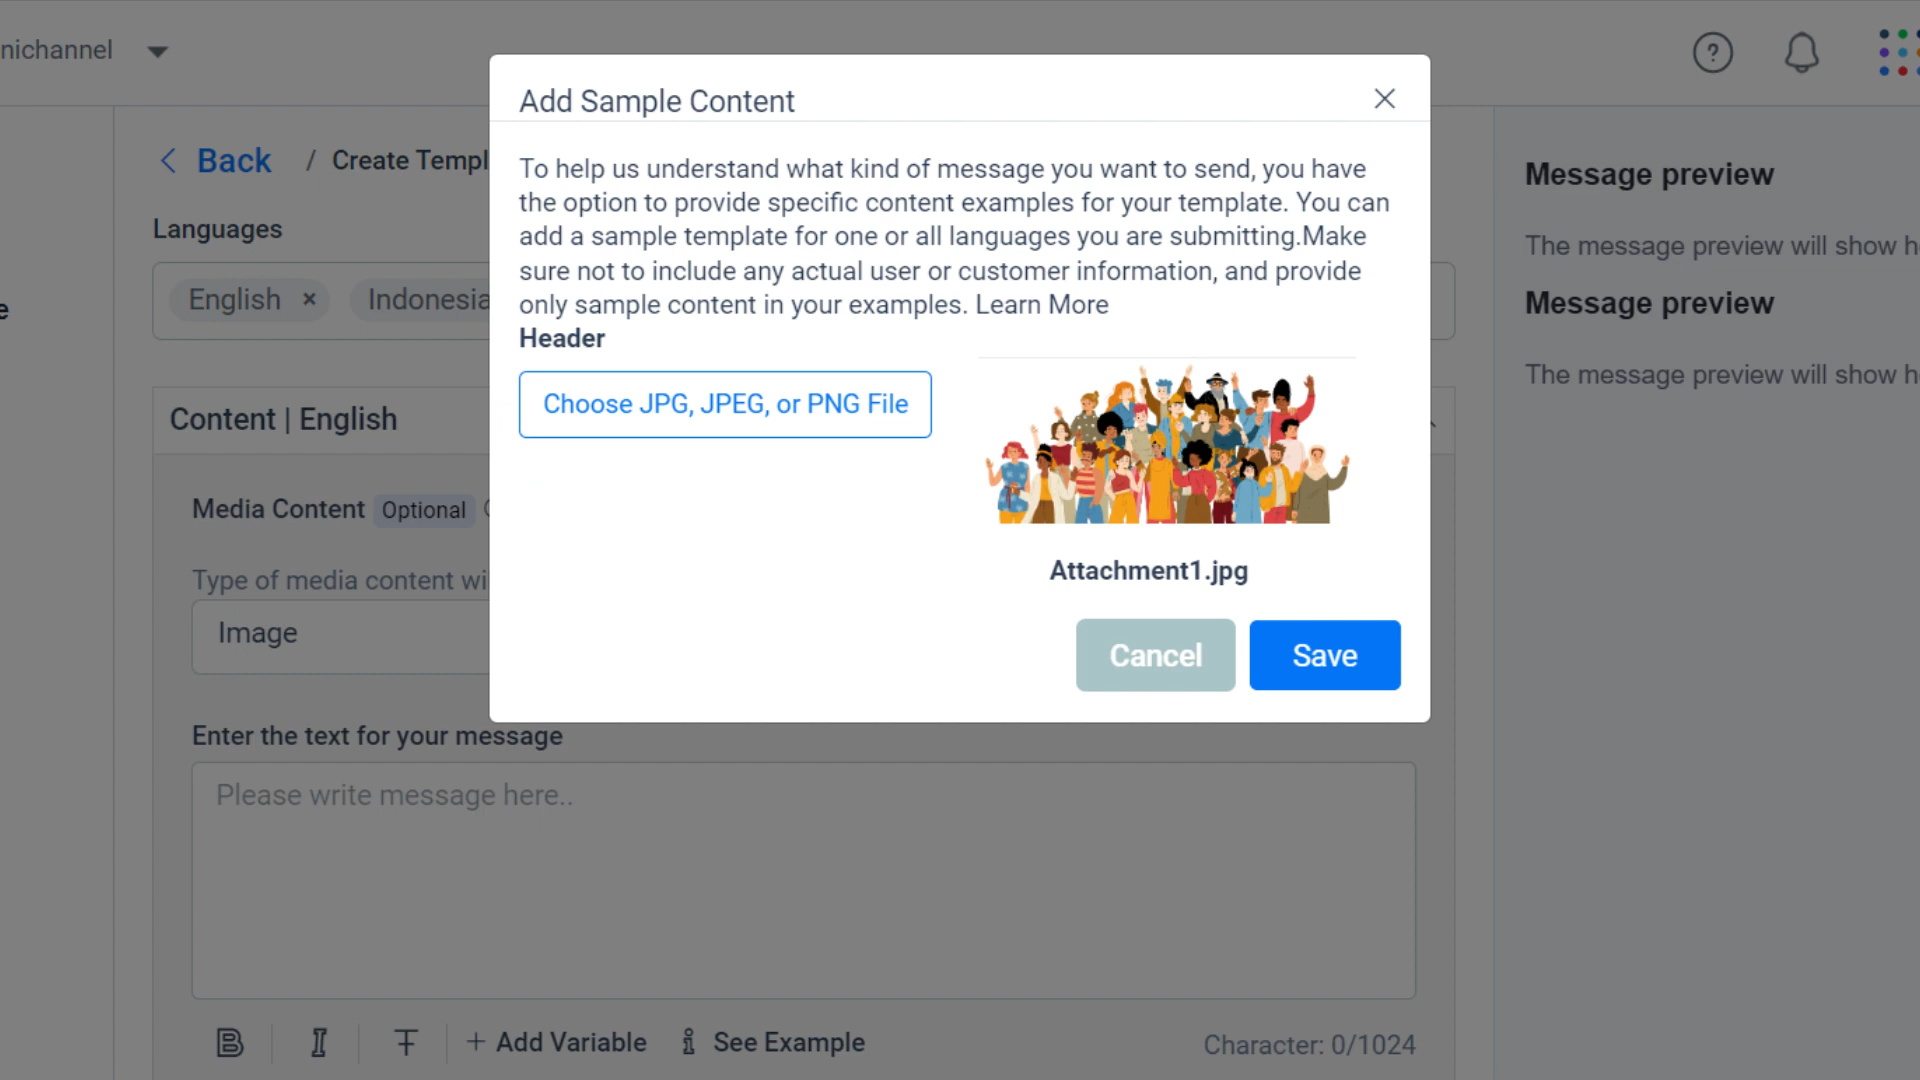 nichannel
Add Sample Content
To help us understand what kind of message you want to send, you have
the option to provide specific content examples for your template. You can
add a sample template for one or all languages you are submitting.Make
sure not to include any actual user or customer information, and provide
only sample content in your examples. Learn More
Header
Choose JPG, JPEG, or PNG File
Attachment1.jpg
Cancel
Save
Back / Create Templ
Languages
English ×
Indonesia
Content | English
Media Content Optional
Type of media content wi
Image
Enter the text for your message
Please write message here..
B I T + Add Variable i See Example
Character: 0/1024
e
Message preview
The message preview will show h
Message preview
The message preview will show h